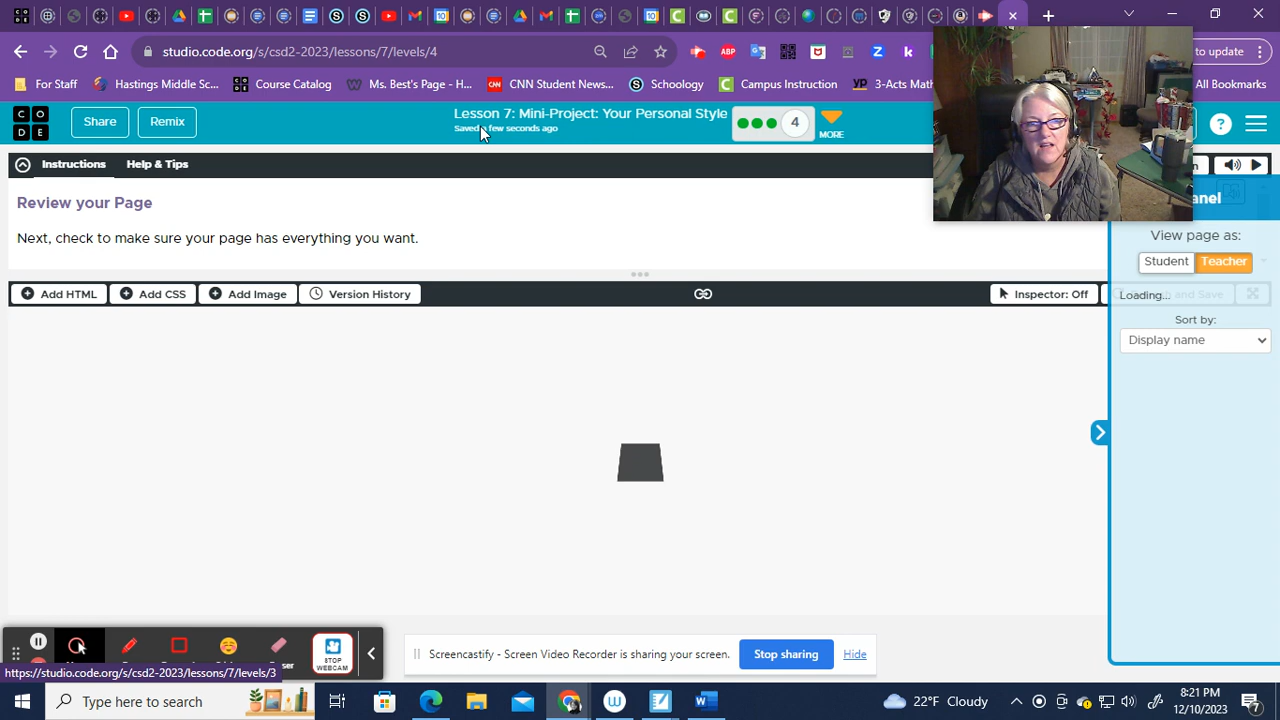 studio.code.org/s/csd2-2023/lessons/7/levels/4
to update
For Staff
Hastings Middle Sc...
Course Catalog
Ms. Best's Page - H...
CNN Student News...
Schoology
Campus Instruction
3-Acts Math
All Bookmarks
CODE
Share
Remix
Lesson 7: Mini-Project: Your Personal Style
Saved a few seconds ago
4
MORE
Instructions
Help & Tips
Review your Page
Next, check to make sure your page has everything you want.
View page as:
Student
Teacher
Add HTML
Add CSS
Add Image
Version History
Inspector: Off
Loading...
Sort by:
Display name
STOP WEBCAM
Screencastify - Screen Video Recorder is sharing your screen.
Stop sharing
Hide
https://studio.code.org/s/csd2-2023/lessons/7/levels/3
Type here to search
22°F Cloudy
8:21 PM
12/10/2023